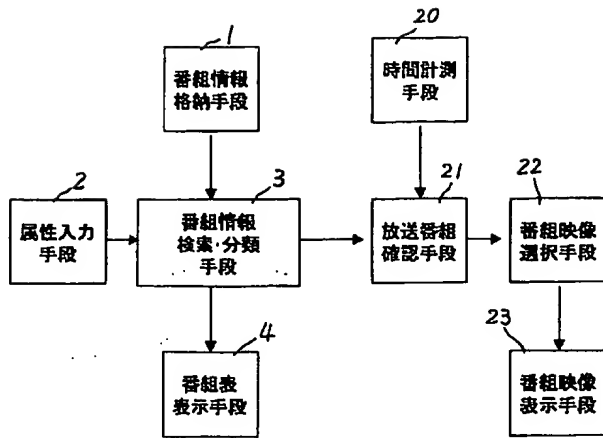 1
番組情報
格納手段
20
時間計測
手段
2
属性入力
手段
3
番組情報
検索・分類
手段
21
放送番組
確認手段
22
番組映像
選択手段
4
番組表
表示手段
23
番組映像
表示手段